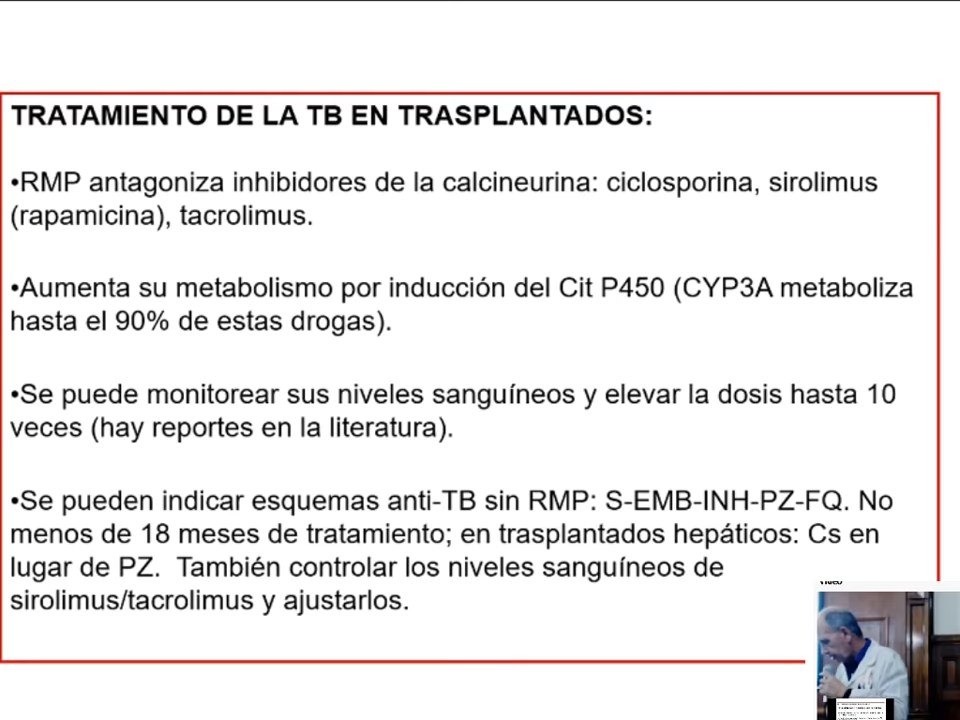 TRATAMIENTO DE LA TB EN TRASPLANTADOS:
•RMP antagoniza inhibidores de la calcineurina: ciclosporina, sirolimus
(rapamicina), tacrolimus.
•Aumenta su metabolismo por inducción del Cit P450 (CYP3A metaboliza
hasta el 90% de estas drogas).
•Se puede monitorear sus niveles sanguíneos y elevar la dosis hasta 10
veces (hay reportes en la literatura).
•Se pueden indicar esquemas anti-TB sin RMP: S-EMB-INH-PZ-FQ. No
menos de 18 meses de tratamiento; en trasplantados hepáticos: Cs en
lugar de PZ. También controlar los niveles sanguíneos de
sirolimus/tacrolimus y ajustarlos.
Video